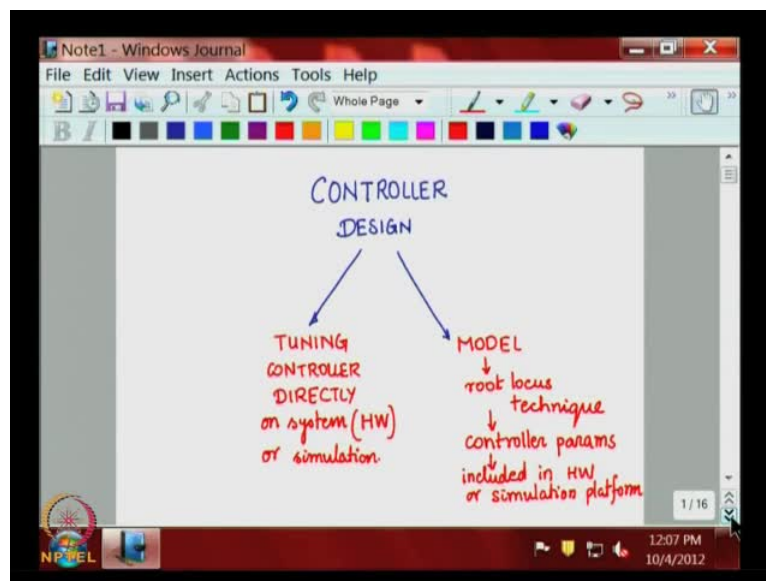 Note1 - Windows Journal
File Edit View Insert Actions Tools Help
Whole Page
B I
CONTROLLER
DESIGN
TUNING
CONTROLLER
DIRECTLY
on system (HW)
or simulation
MODEL
root locus
technique
controller params
included in HW
or simulation platform
1 / 16
NPTEL
12:07 PM
10/4/2012